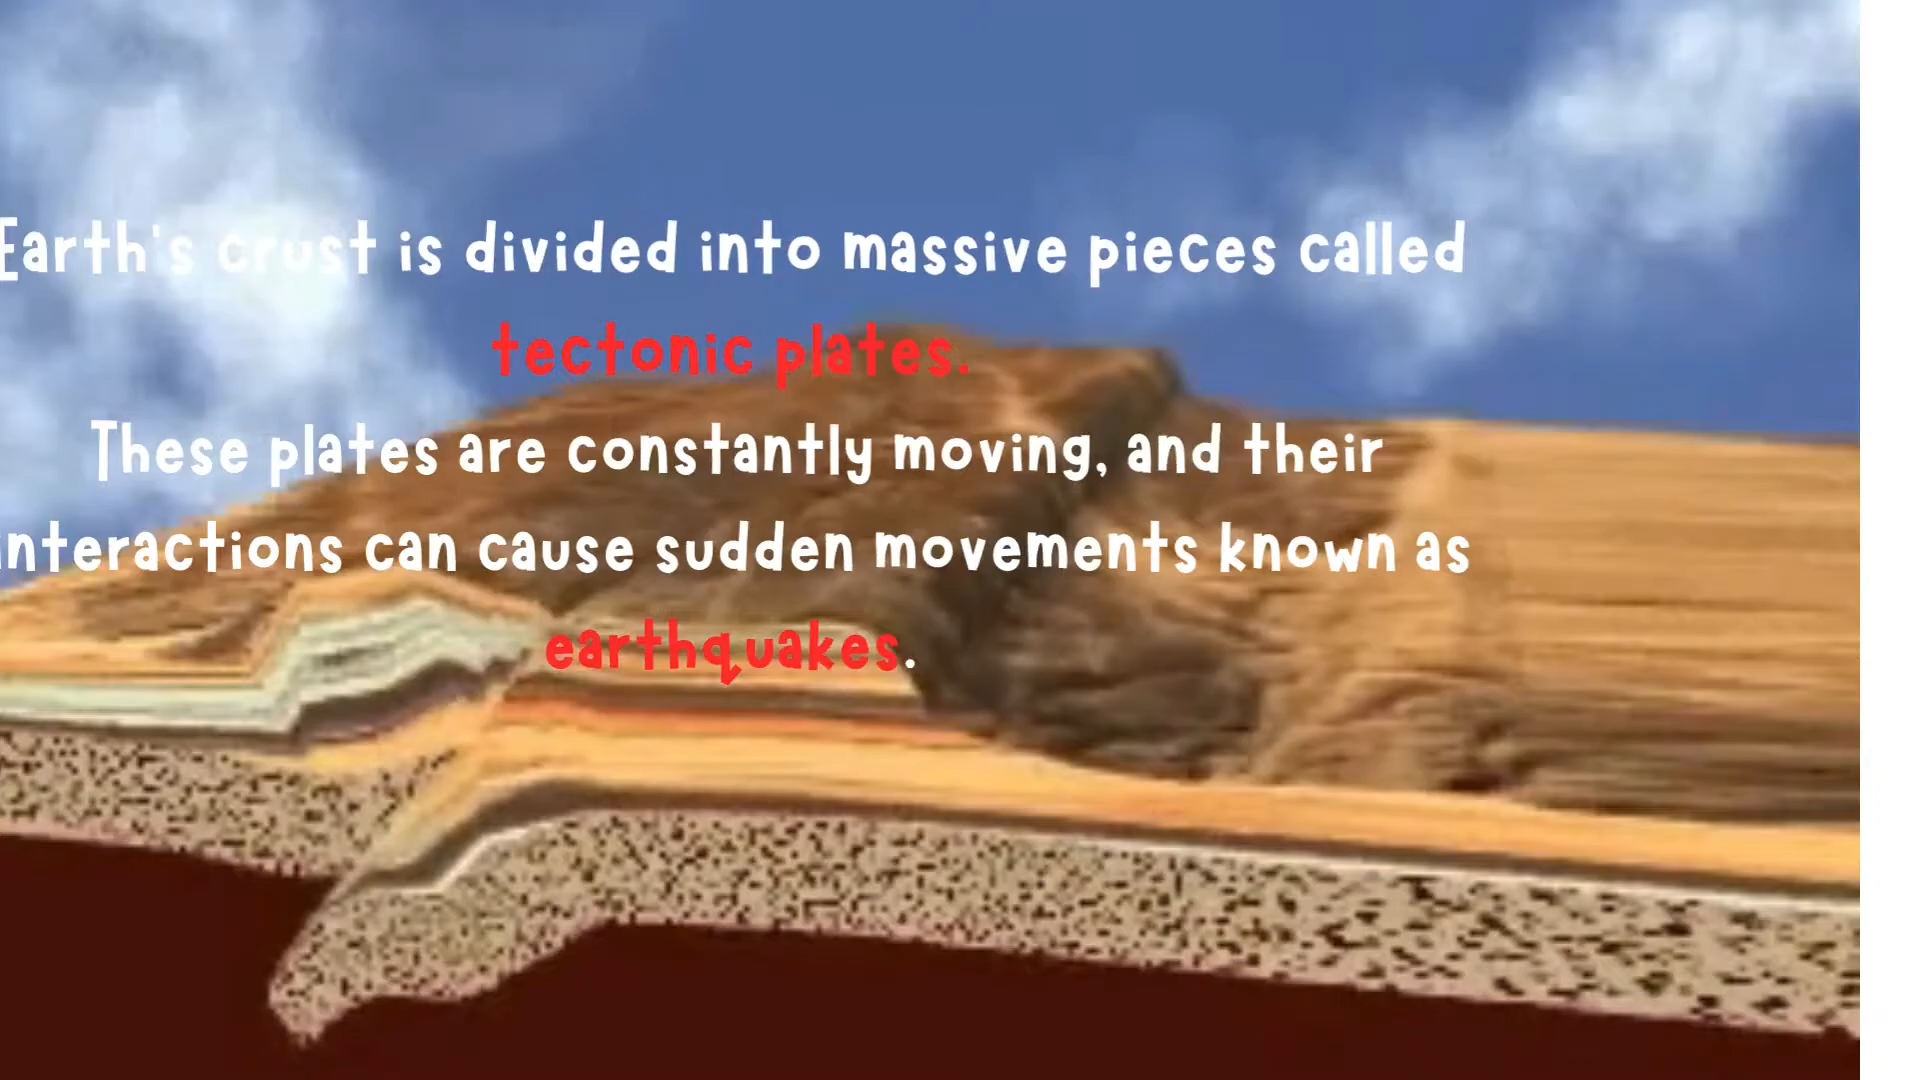 Earth's crust is divided into massive pieces called
tectonic plates.
These plates are constantly moving, and their
interactions can cause sudden movements known as
earthquakes.